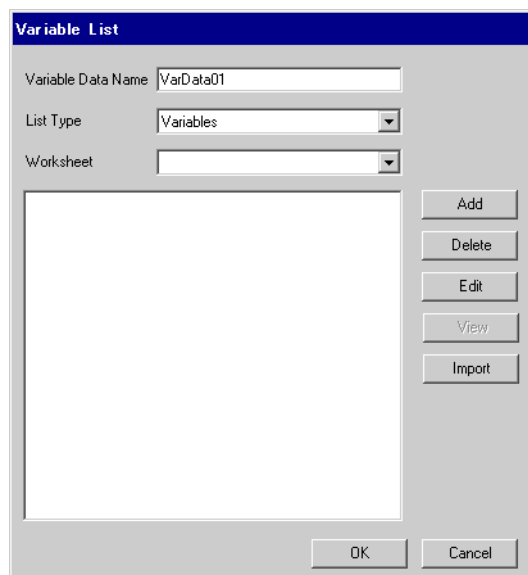 Variable List
Variable Data Name VarData01
List Type Variables
Worksheet
Add
Delete
Edit
View
Import
OK Cancel